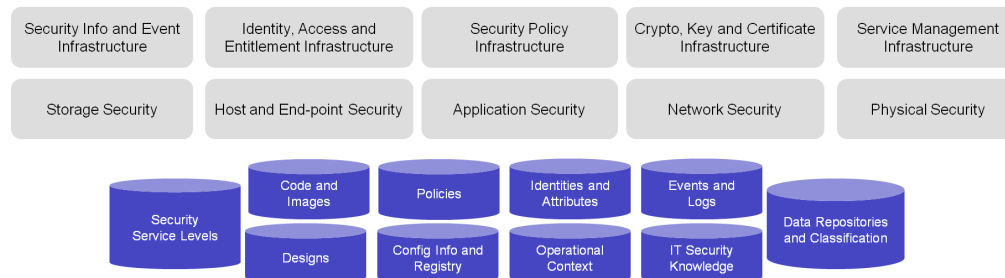 Security Info and Event
Infrastructure
Identity, Access and
Entitlement Infrastructure
Security Policy
Infrastructure
Crypto, Key and Certificate
Infrastructure
Service Management
Infrastructure
Storage Security
Host and End-point Security
Application Security
Network Security
Physical Security
Security
Service Levels
Code and
Images
Policies
Identities and
Attributes
Events and
Logs
Data Repositories
and Classification
Designs
Config Info and
Registry
Operational
Context
IT Security
Knowledge